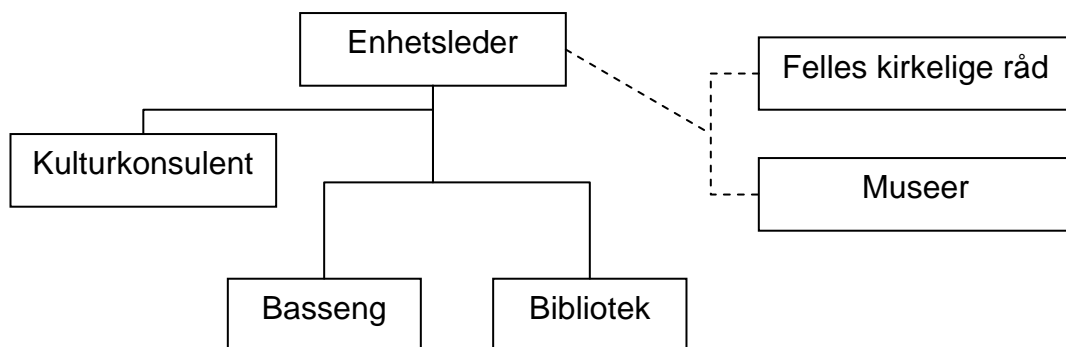 Enhetsleder
Felles kirkelige råd
Kulturkonsulent
Museer
Basseng
Bibliotek